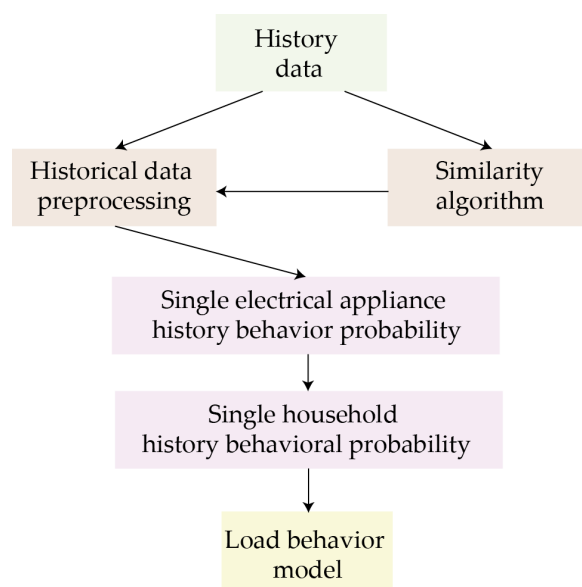 History
data
Historical data
preprocessing
Similarity
algorithm
Single electrical appliance
history behavior probability
Single household
history behavioral probability
Load behavior
model